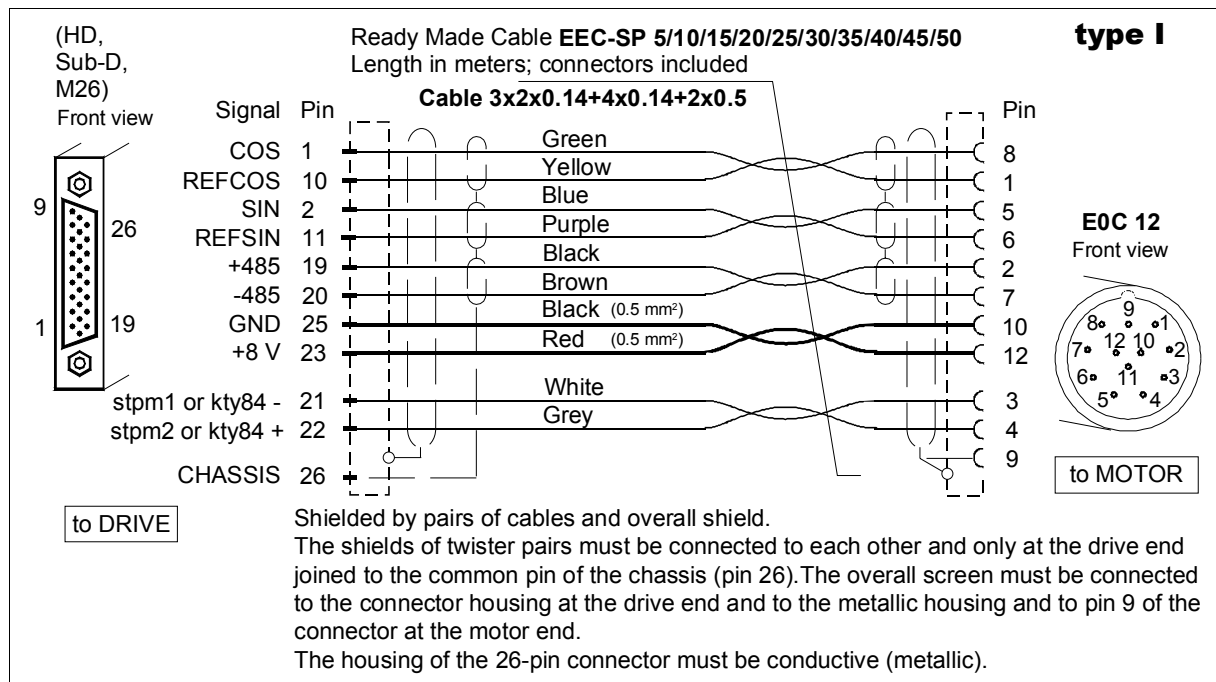 (HD,
Sub-D,
M26)
Front view
Ready Made Cable EEC-SP 5/10/15/20/25/30/35/40/45/50
Length in meters; connectors included
type I
Cable 3x2x0.14+4x0.14+2x0.5
Signal Pin
Pin
COS 1 Green 8
REFCOS 10 Yellow 1
SIN 2 Blue 5
REFSIN 11 Purple 6
+485 19 Black 2
-485 20 Brown 7
GND 25 Black (0.5 mm²) 10
+8 V 23 Red (0.5 mm²) 12
stpm1 or kty84 - 21 White 3
stpm2 or kty84 + 22 Grey 4
9
CHASSIS 26
9
26
1
19
to DRIVE
E0C 12
Front view
9
8 1
12 10
7 2
11
6 3
5 4
to MOTOR
Shielded by pairs of cables and overall shield.
The shields of twister pairs must be connected to each other and only at the drive end
joined to the common pin of the chassis (pin 26).The overall screen must be connected
to the connector housing at the drive end and to the metallic housing and to pin 9 of the
connector at the motor end.
The housing of the 26-pin connector must be conductive (metallic).